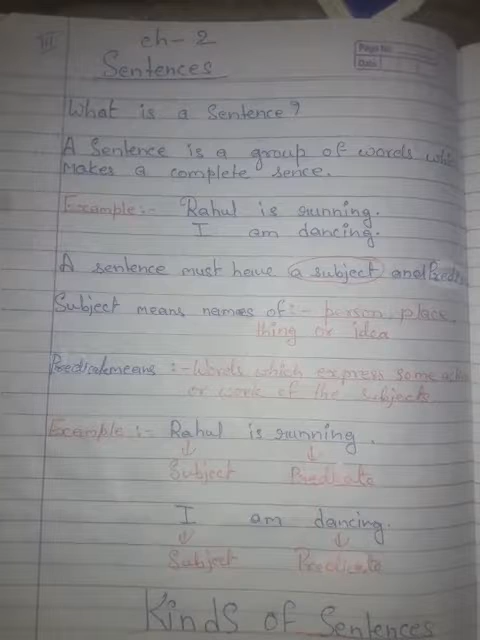 III
ch- 2
Page No.
Date
Sentences
What is a Sentence?
A Sentence is a group of words
Makes a complete sence.
Example:- Rahul is running.
I am dancing.
A sentence must have a subject and
Subject means names of:- person, place,
thing or idea
means :- Words which express some
or work of the subjects
Example :- Rahul is running.
Subject Predicate
I am dancing.
Subject Predicate
Kinds of Sentences